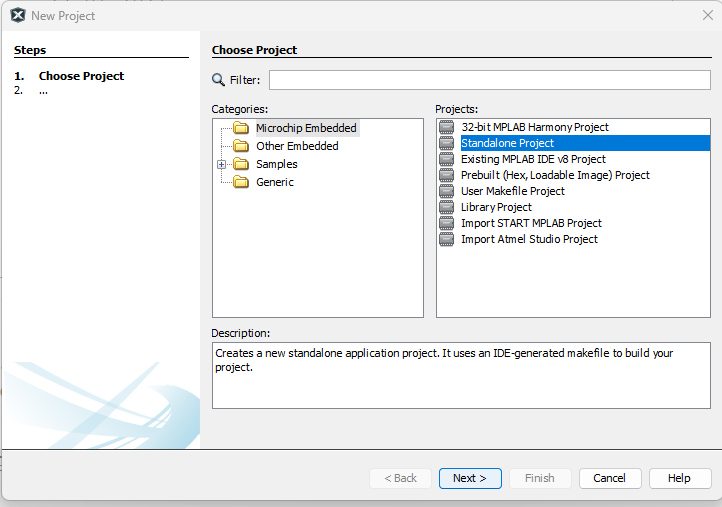 New Project
Steps
1. Choose Project
2. ...
Choose Project
Filter:
Categories:
Microchip Embedded
Other Embedded
Samples
Generic
Projects:
32-bit MPLAB Harmony Project
Standalone Project
Existing MPLAB IDE v8 Project
Prebuilt (Hex, Loadable Image) Project
User Makefile Project
Library Project
Import START MPLAB Project
Import Atmel Studio Project
Description:
Creates a new standalone application project. It uses an IDE-generated makefile to build your
project.
< Back
Next >
Finish
Cancel
Help